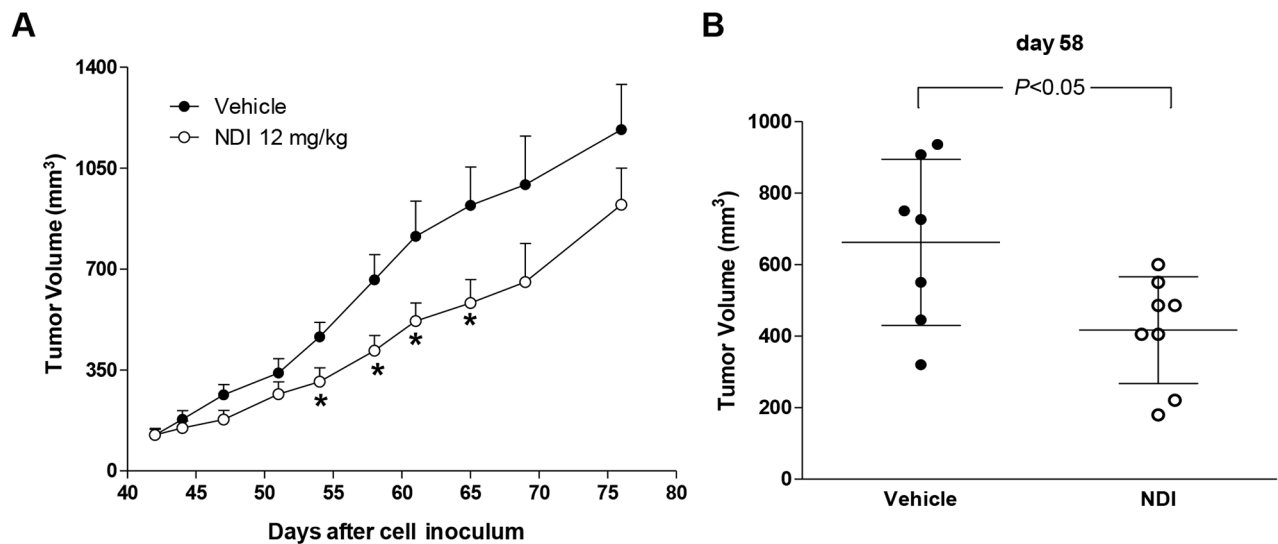 A
1400
1050
700
350
0
Tumor Volume (mm³)
Vehicle
NDI 12 mg/kg
*
*
*
*
40 45 50 55 60 65 70 75 80
Days after cell inoculum
B
day 58
P<0.05
1000
800
600
400
200
0
Tumor Volume (mm³)
Vehicle NDI